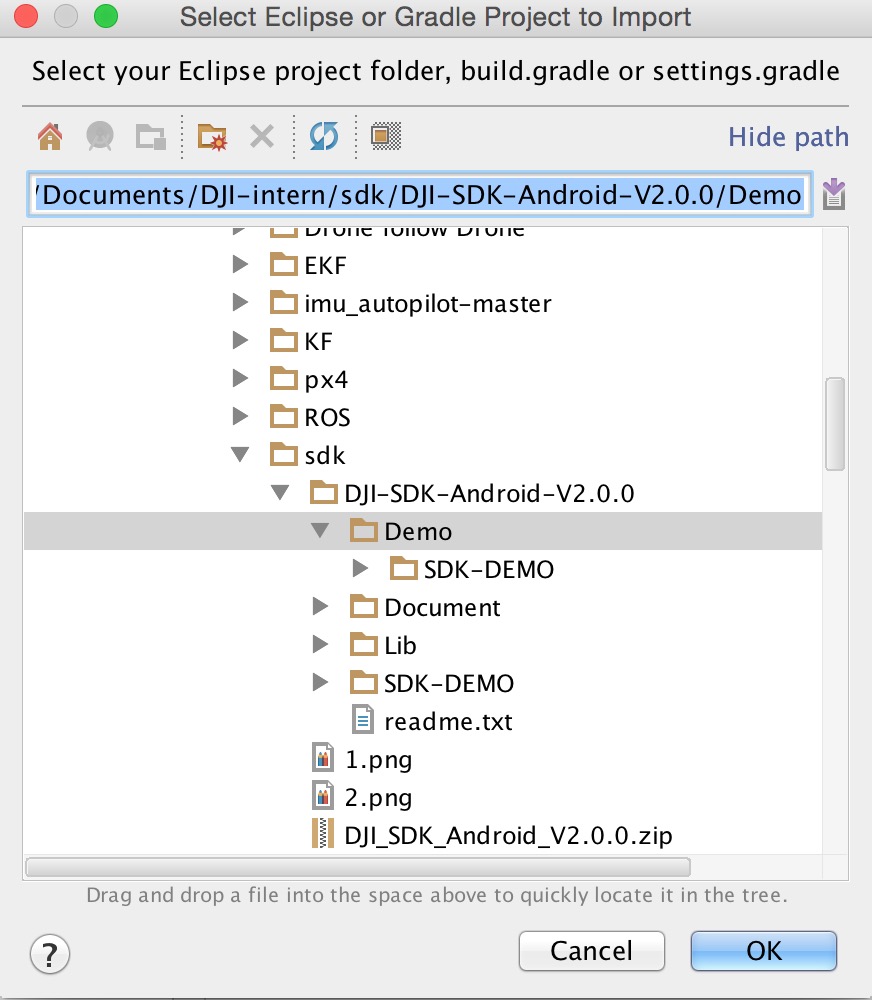 Select Eclipse or Gradle Project to Import
Select your Eclipse project folder, build.gradle or settings.gradle
Hide path
/Documents/DJI-intern/sdk/DJI-SDK-Android-V2.0.0/Demo
Drone follow Drone
EKF
imu_autopilot-master
KF
px4
ROS
sdk
DJI-SDK-Android-V2.0.0
Demo
SDK-DEMO
Document
Lib
SDK-DEMO
readme.txt
1.png
2.png
DJI_SDK_Android_V2.0.0.zip
Drag and drop a file into the space above to quickly locate it in the tree.
?
Cancel
OK